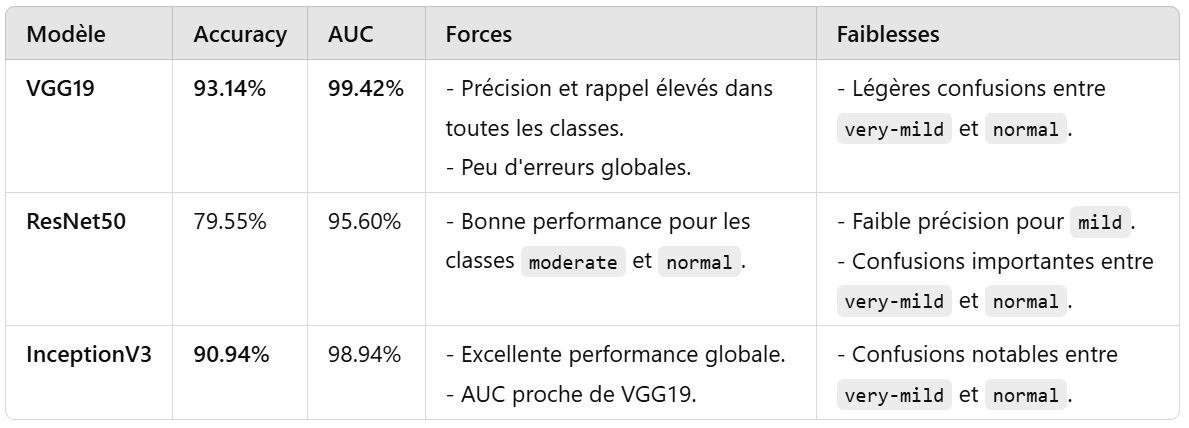 Modèle Accuracy AUC Forces Faiblesses
VGG19 93.14% 99.42% - Précision et rappel élevés dans - Légères confusions entre
toutes les classes. very-mild et normal.
- Peu d'erreurs globales.
ResNet50 79.55% 95.60% - Bonne performance pour les - Faible précision pour mild.
classes moderate et normal. - Confusions importantes entre
very-mild et normal.
InceptionV3 90.94% 98.94% - Excellente performance globale. - Confusions notables entre
- AUC proche de VGG19. very-mild et normal.